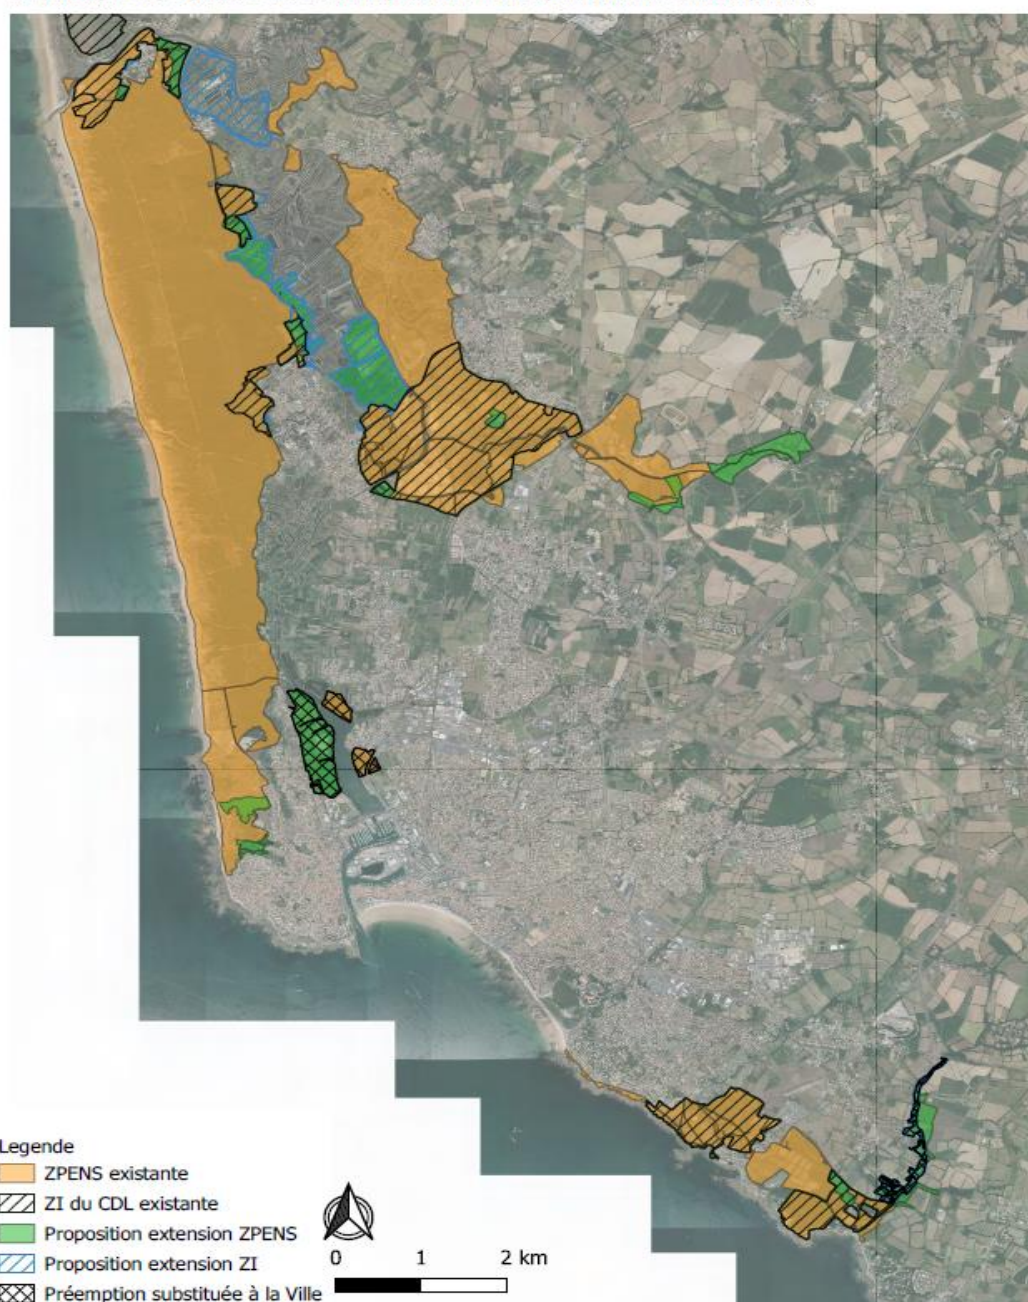 Legende
ZPENS existante
ZI du CDL existante
Proposition extension ZPENS
Proposition extension ZI
Préemption substituée à la Ville
0 1 2 km